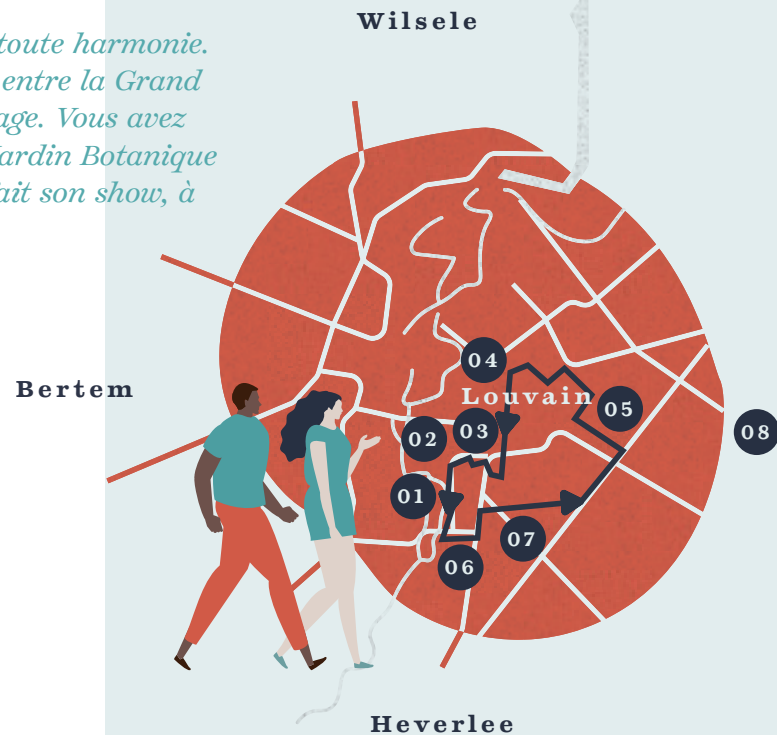 Wilsele
toute harmonie.
entre la Grand
age. Vous avez
Jardin Botanique
ait son show, à
04
Bertem
Louvain
05
02
03
08
01
07
06
Heverlee